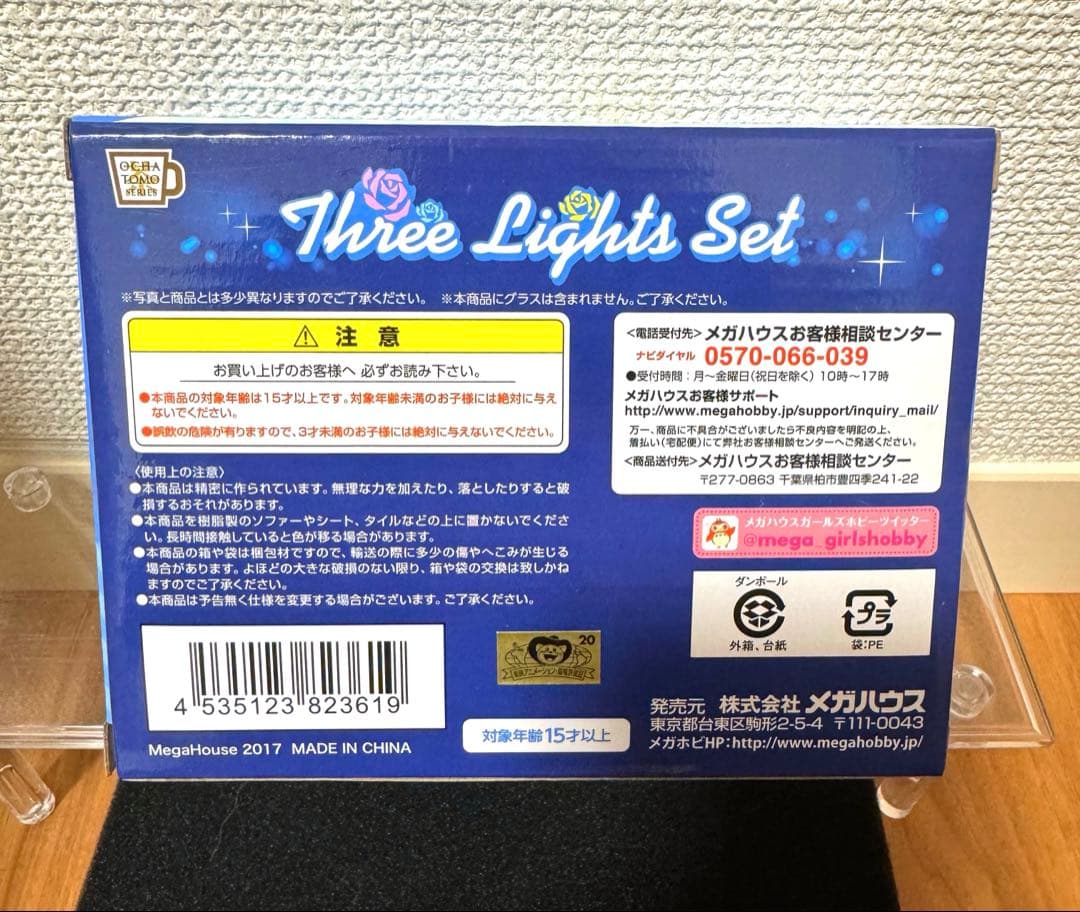 OCHA
TOMO
SERIES
Three Lights Set
※写真と商品とは多少異なりますのでご了承ください。 ※本商品にグラスは含まれません。ご了承ください。
注 意
お買い上げのお客様へ 必ずお読み下さい。
●本商品の対象年齢は15才以上です。対象年齢未満のお子様には絶対に与え
ないでください。
●誤飲の危険が有りますので、3才未満のお子様には絶対に与えないでください。
〈使用上の注意〉
●本商品は精密に作られています。無理な力を加えたり、落としたりすると破
損するおそれがあります。
●本商品を樹脂製のソファーやシート、タイルなどの上に置かないでくださ
い。長時間接触していると色が移る場合があります。
●本商品の箱や袋は梱包材ですので、輸送の際に多少の傷やへこみが生じる
場合があります。よほどの大きな破損のない限り、箱や袋の交換は致しかね
ますのでご了承ください。
●本商品は予告無く仕様を変更する場合がございます。ご了承ください。
<電話受付先>メガハウスお客様相談センター
ナビダイヤル 0570-066-039
●受付時間:月~金曜日(祝日を除く) 10時~17時
メガハウスお客様サポート
http://www.megahobby.jp/support/inquiry_mail/
万一、商品に不具合がございましたら不良内容を明記の上、
着払い(宅配便)にて弊社お客様相談センターへご発送ください。
<商品送付先>メガハウスお客様相談センター
〒277-0863 千葉県柏市豊四季241-22
メガハウスガールズホビーツイッター
@mega_girlshobby
ダンボール
外箱、台紙
プラ
袋:PE
4 535123 823619
20
MegaHouse 2017 MADE IN CHINA
対象年齢15才以上
発売元 株式会社メガハウス
東京都台東区駒形2-5-4 〒111-0043
メガホビHP:http://www.megahobby.jp/